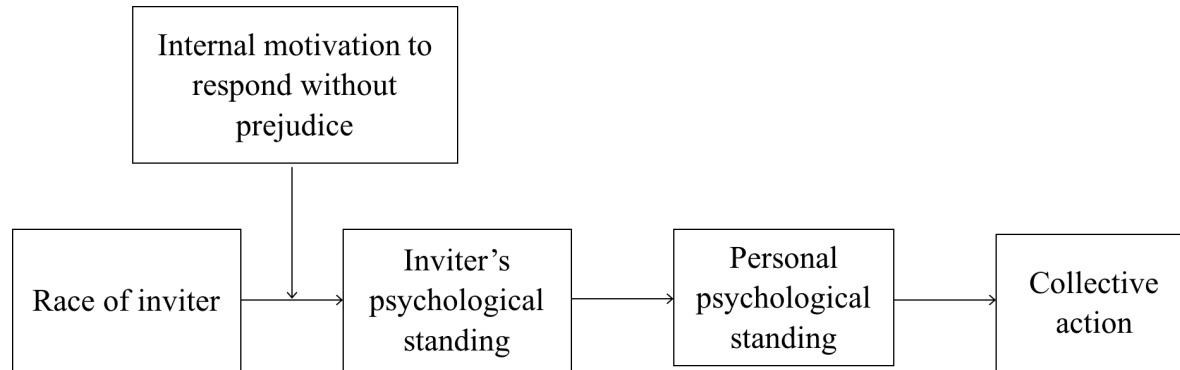 Internal motivation to
respond without
prejudice
Race of inviter
Inviter’s
psychological
standing
Personal
psychological
standing
Collective
action